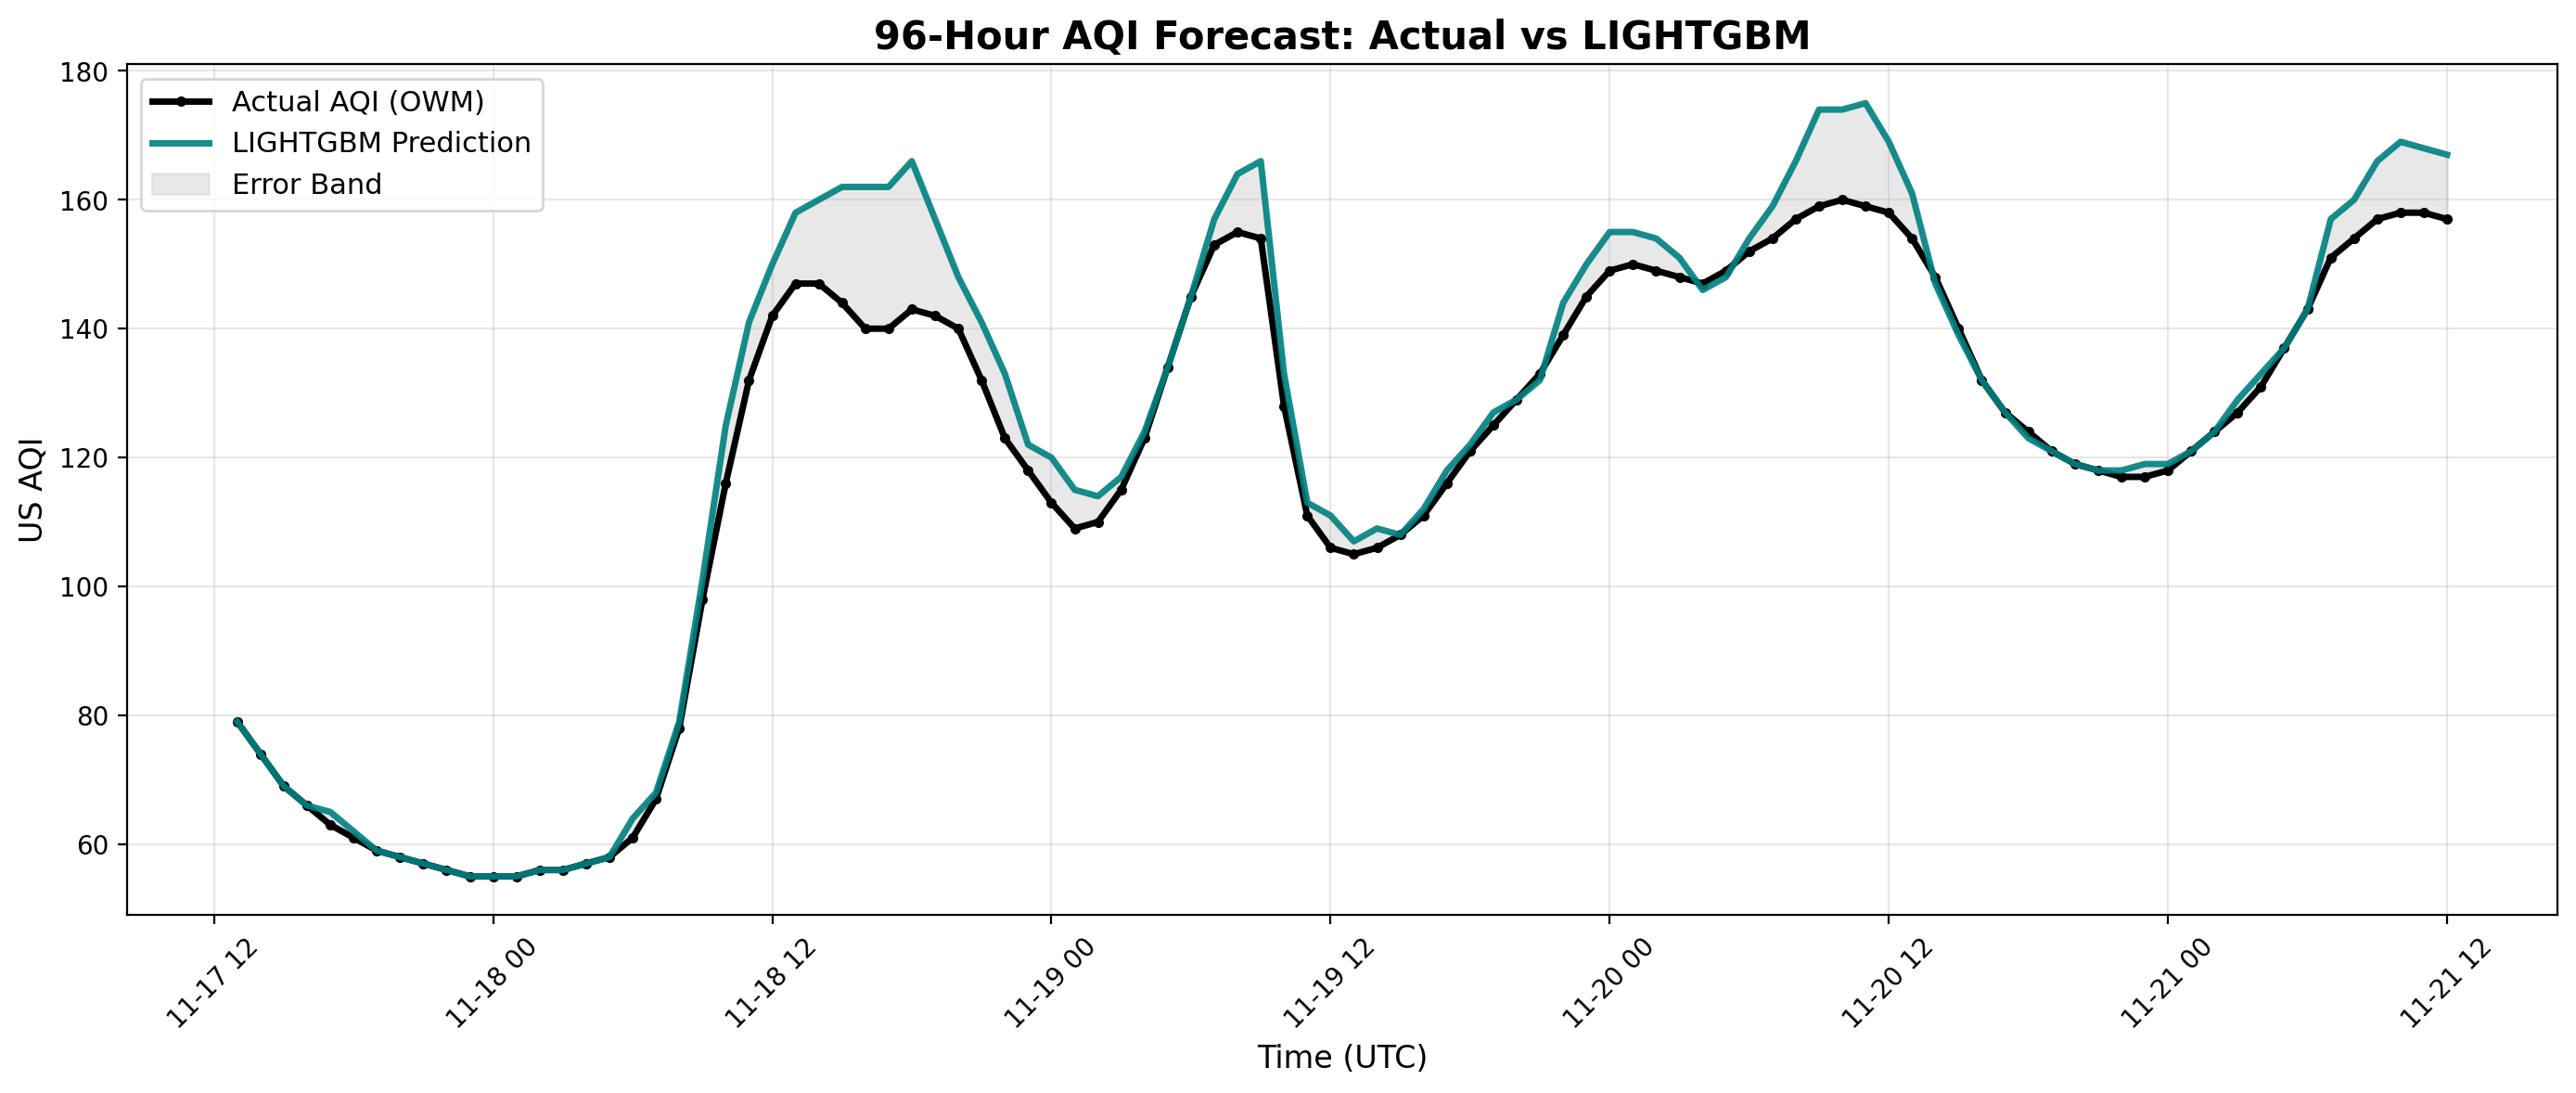 96-Hour AQI Forecast: Actual vs LIGHTGBM
Actual AQI (OWM)
LIGHTGBM Prediction
Error Band
US AQI
180
160
140
120
100
80
60
11-17 12
11-18 00
11-18 12
11-19 00
11-19 12
11-20 00
11-20 12
11-21 00
11-21 12
Time (UTC)